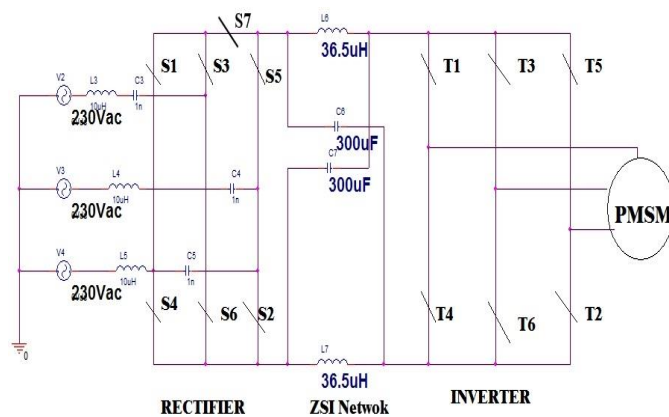 S7
L6
36.5uH
S1
S3
S5
T1
T3
T5
V2
L3
C3
10uH
1n
230Vac
C6
300uF
C7
300uF
V3
L4
C4
10uH
1n
230Vac
PMSM
V4
L5
C5
10uH
1n
230Vac
S4
S6
S2
T4
T6
T2
L7
36.5uH
0
RECTIFIER
ZSI Netwok
INVERTER